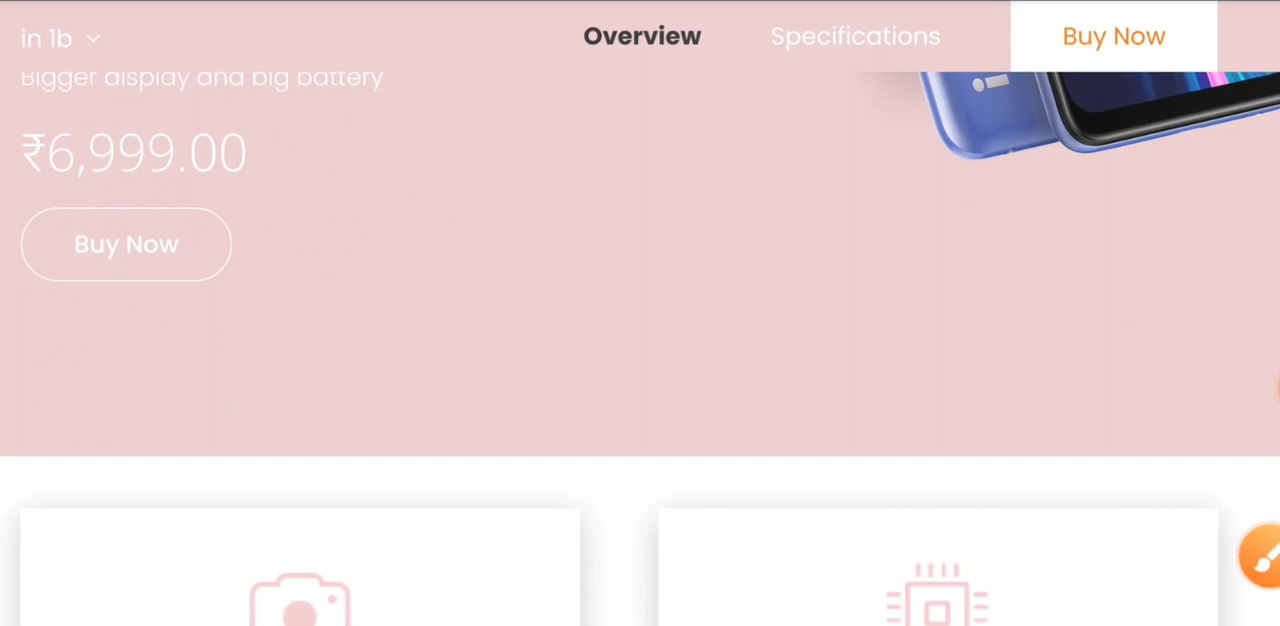 in 1b
Overview
Specifications
Buy Now
Bigger display and big battery
₹6,999.00
Buy Now